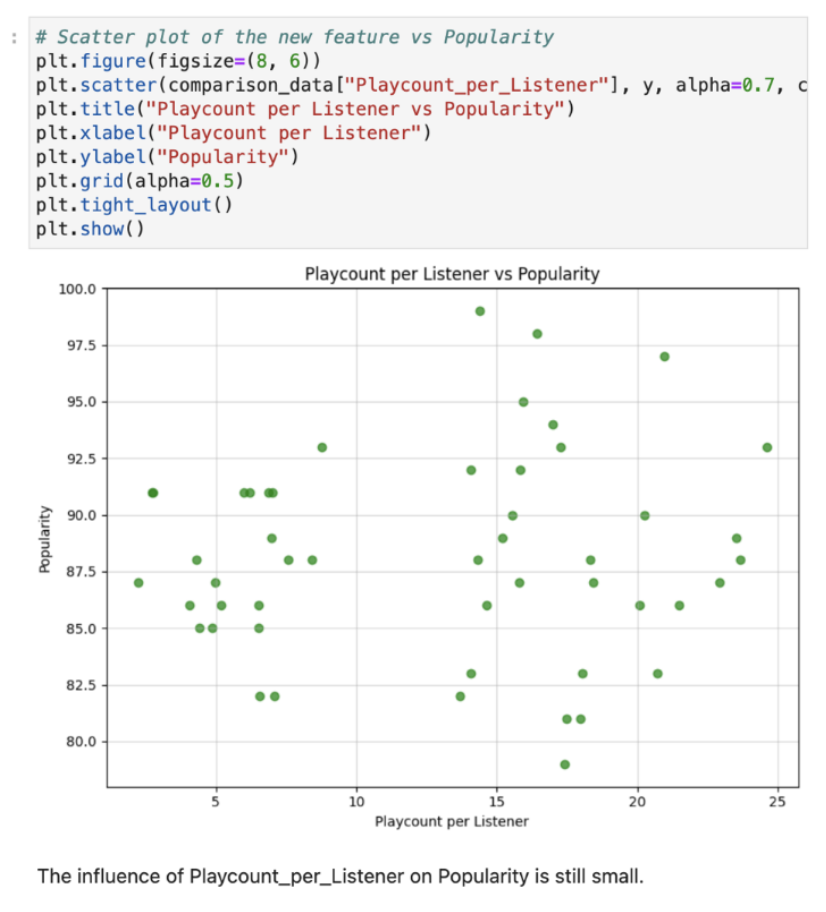 :
# Scatter plot of the new feature vs Popularity
plt.figure(figsize=(8, 6))
plt.scatter(comparison_data["Playcount_per_Listener"], y, alpha=0.7, c
plt.title("Playcount per Listener vs Popularity")
plt.xlabel("Playcount per Listener")
plt.ylabel("Popularity")
plt.grid(alpha=0.5)
plt.tight_layout()
plt.show()
Playcount per Listener vs Popularity
100.0
97.5
95.0
92.5
90.0
87.5
85.0
82.5
80.0
Popularity
5 10 15 20 25
Playcount per Listener
The influence of Playcount_per_Listener on Popularity is still small.